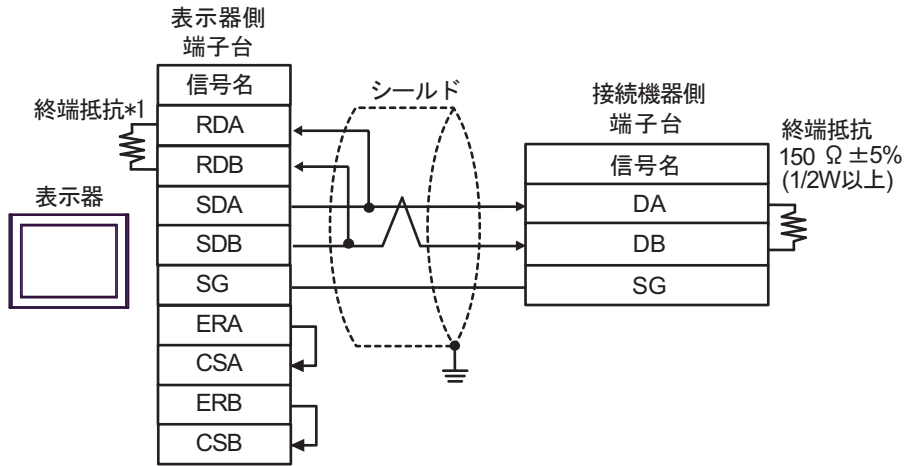 表示器側
端子台
信号名
終端抵抗*1
RDA
RDB
SDA
SDB
SG
ERA
CSA
ERB
CSB
表示器
シールド
接続機器側
端子台
信号名
DA
DB
SG
終端抵抗
150 Ω ±5%
(1/2W以上)